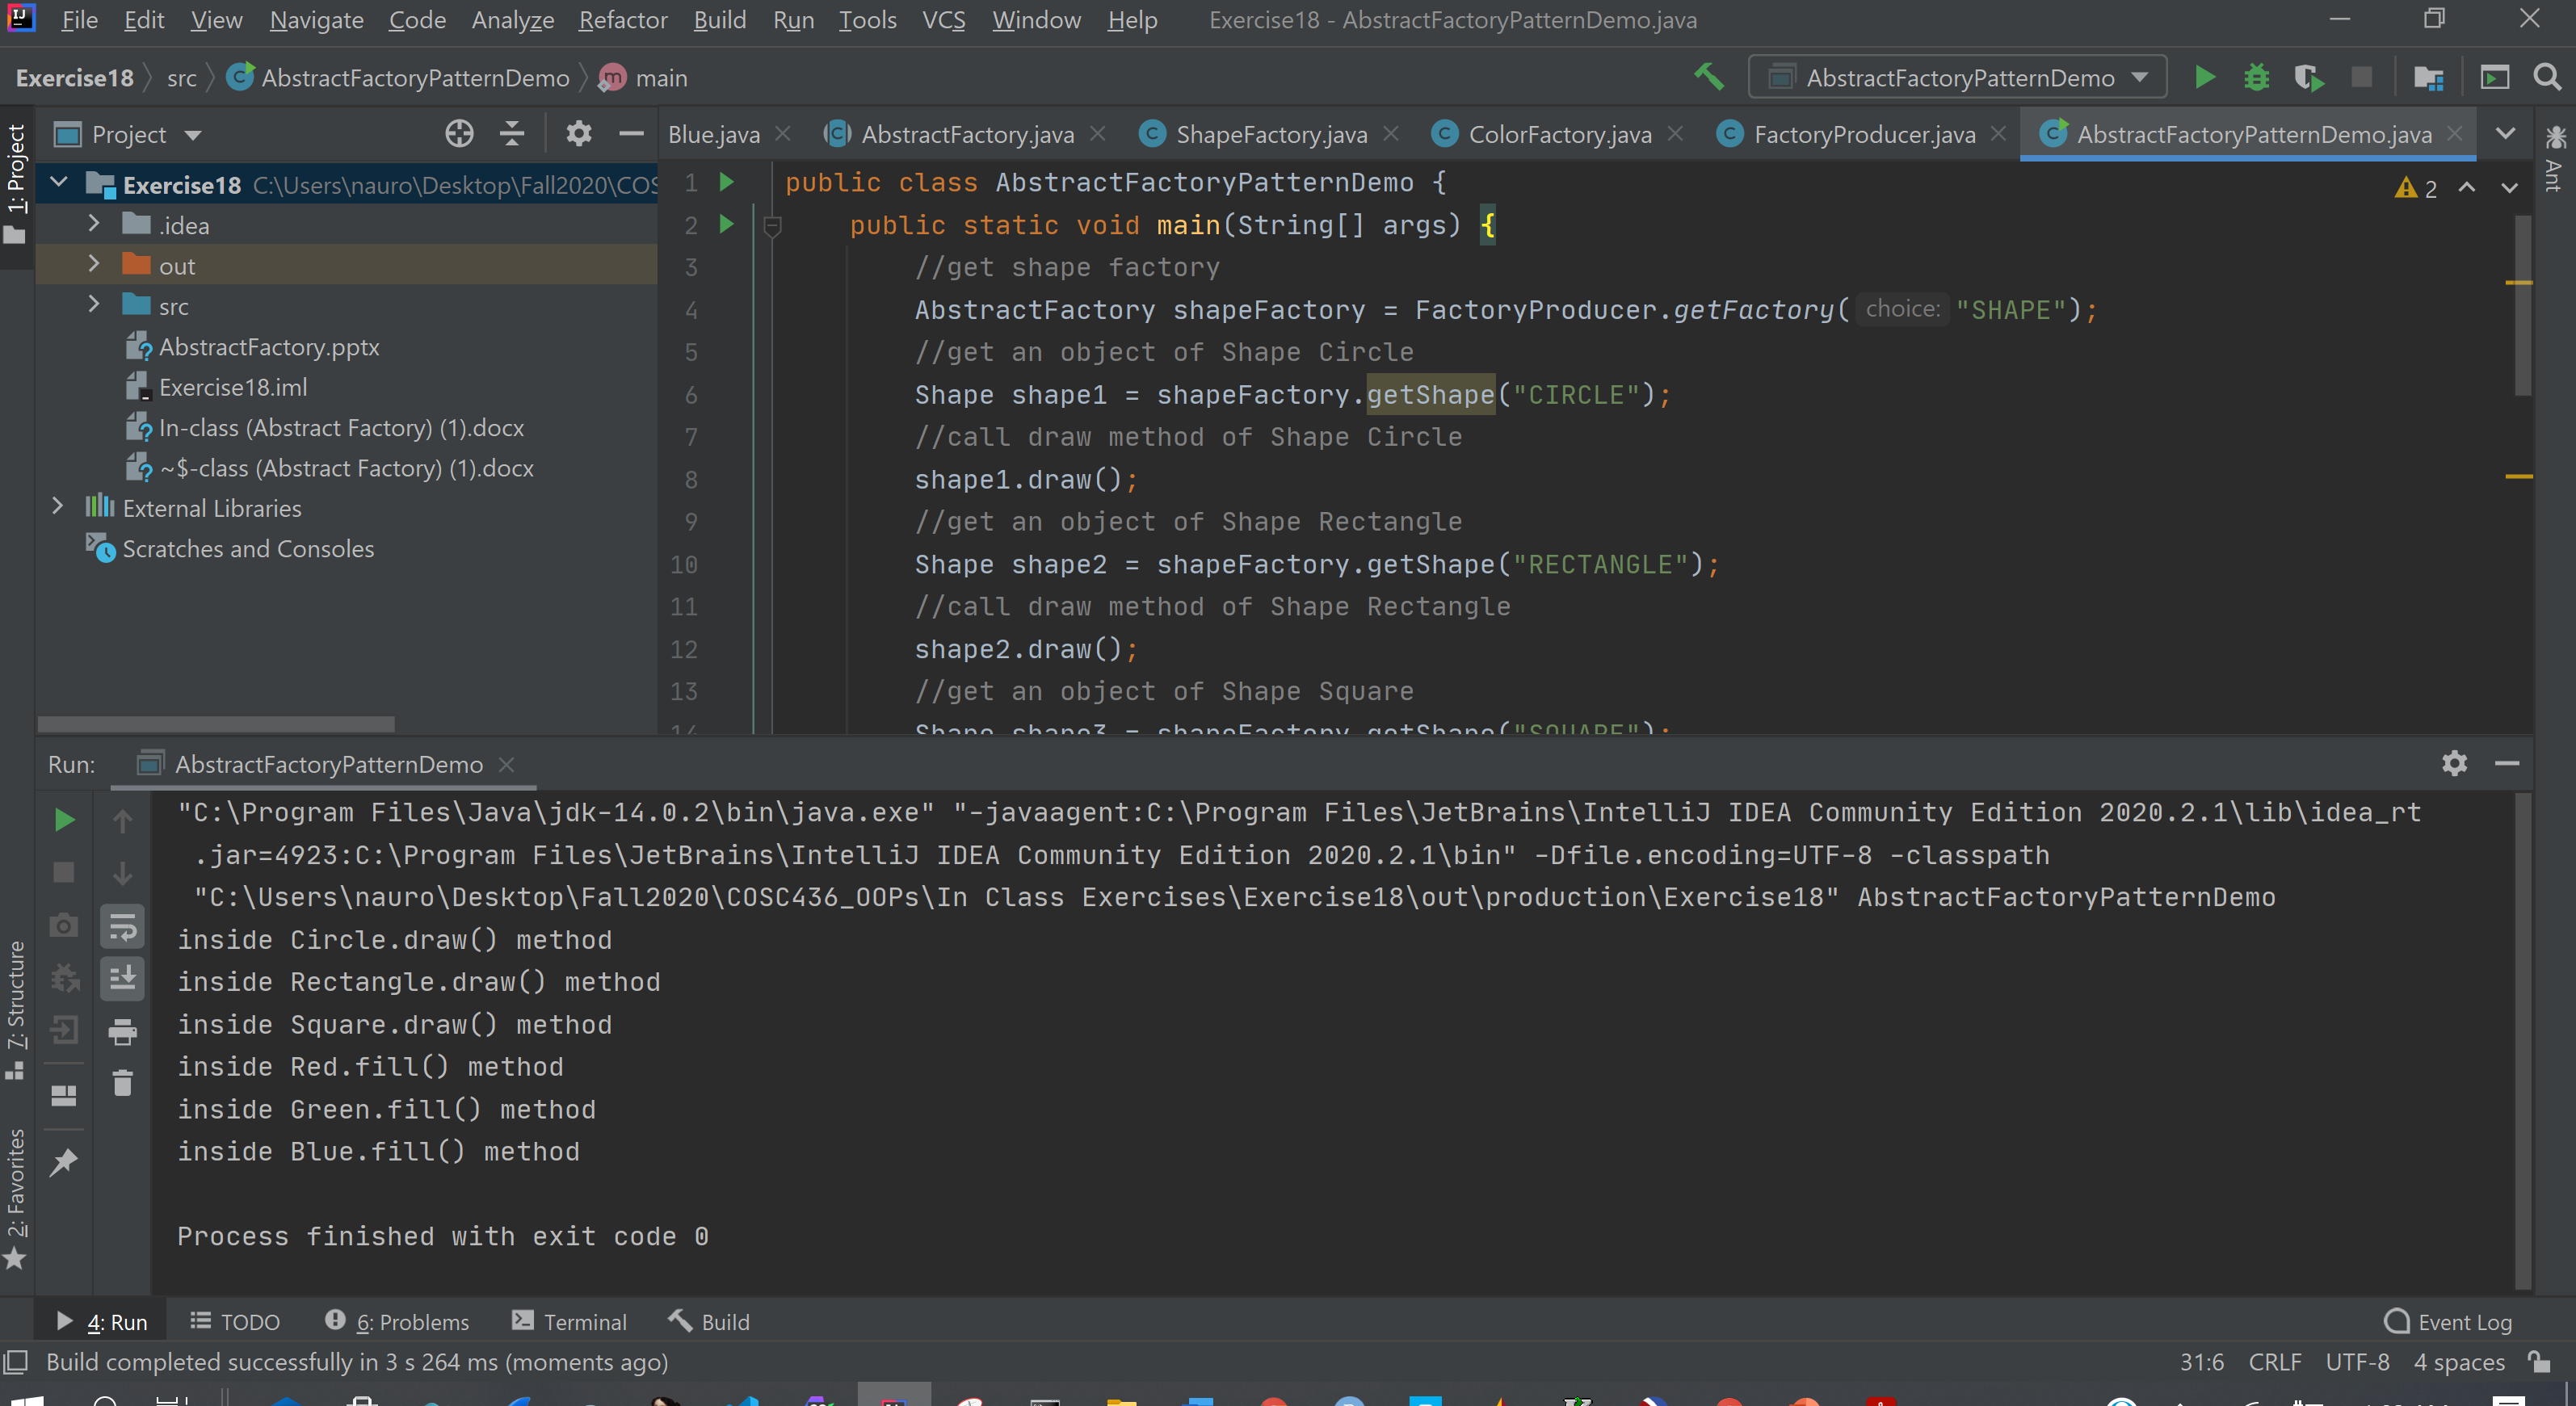 File Edit View Navigate Code Analyze Refactor Build Run Tools VCS Window Help Exercise18 - AbstractFactoryPatternDemo.java
Exercise18 src AbstractFactoryPatternDemo main AbstractFactoryPatternDemo
Project
Blue.java AbstractFactory.java ShapeFactory.java ColorFactory.java FactoryProducer.java AbstractFactoryPatternDemo.java
1: Project
Exercise18 C:\Users\nauro\Desktop\Fall2020\COS
.idea
out
src
AbstractFactory.pptx
Exercise18.iml
In-class (Abstract Factory) (1).docx
~$-class (Abstract Factory) (1).docx
External Libraries
Scratches and Consoles
1 public class AbstractFactoryPatternDemo {
2 public static void main(String[] args) {
3 //get shape factory
4 AbstractFactory shapeFactory = FactoryProducer.getFactory( choice: "SHAPE");
5 //get an object of Shape Circle
6 Shape shape1 = shapeFactory.getShape("CIRCLE");
7 //call draw method of Shape Circle
8 shape1.draw();
9 //get an object of Shape Rectangle
10 Shape shape2 = shapeFactory.getShape("RECTANGLE");
11 //call draw method of Shape Rectangle
12 shape2.draw();
13 //get an object of Shape Square
14 Shape shape3 = shapeFactory.getShape("SQUARE");
2
Ant
Run: AbstractFactoryPatternDemo
"C:\Program Files\Java\jdk-14.0.2\bin\java.exe" "-javaagent:C:\Program Files\JetBrains\IntelliJ IDEA Community Edition 2020.2.1\lib\idea_rt
.jar=4923:C:\Program Files\JetBrains\IntelliJ IDEA Community Edition 2020.2.1\bin" -Dfile.encoding=UTF-8 -classpath
"C:\Users\nauro\Desktop\Fall2020\COSC436_OOPs\In Class Exercises\Exercise18\out\production\Exercise18" AbstractFactoryPatternDemo
inside Circle.draw() method
inside Rectangle.draw() method
inside Square.draw() method
inside Red.fill() method
inside Green.fill() method
inside Blue.fill() method
Process finished with exit code 0
7: Structure
2: Favorites
4: Run TODO 6: Problems Terminal Build Event Log
Build completed successfully in 3 s 264 ms (moments ago) 31:6 CRLF UTF-8 4 spaces